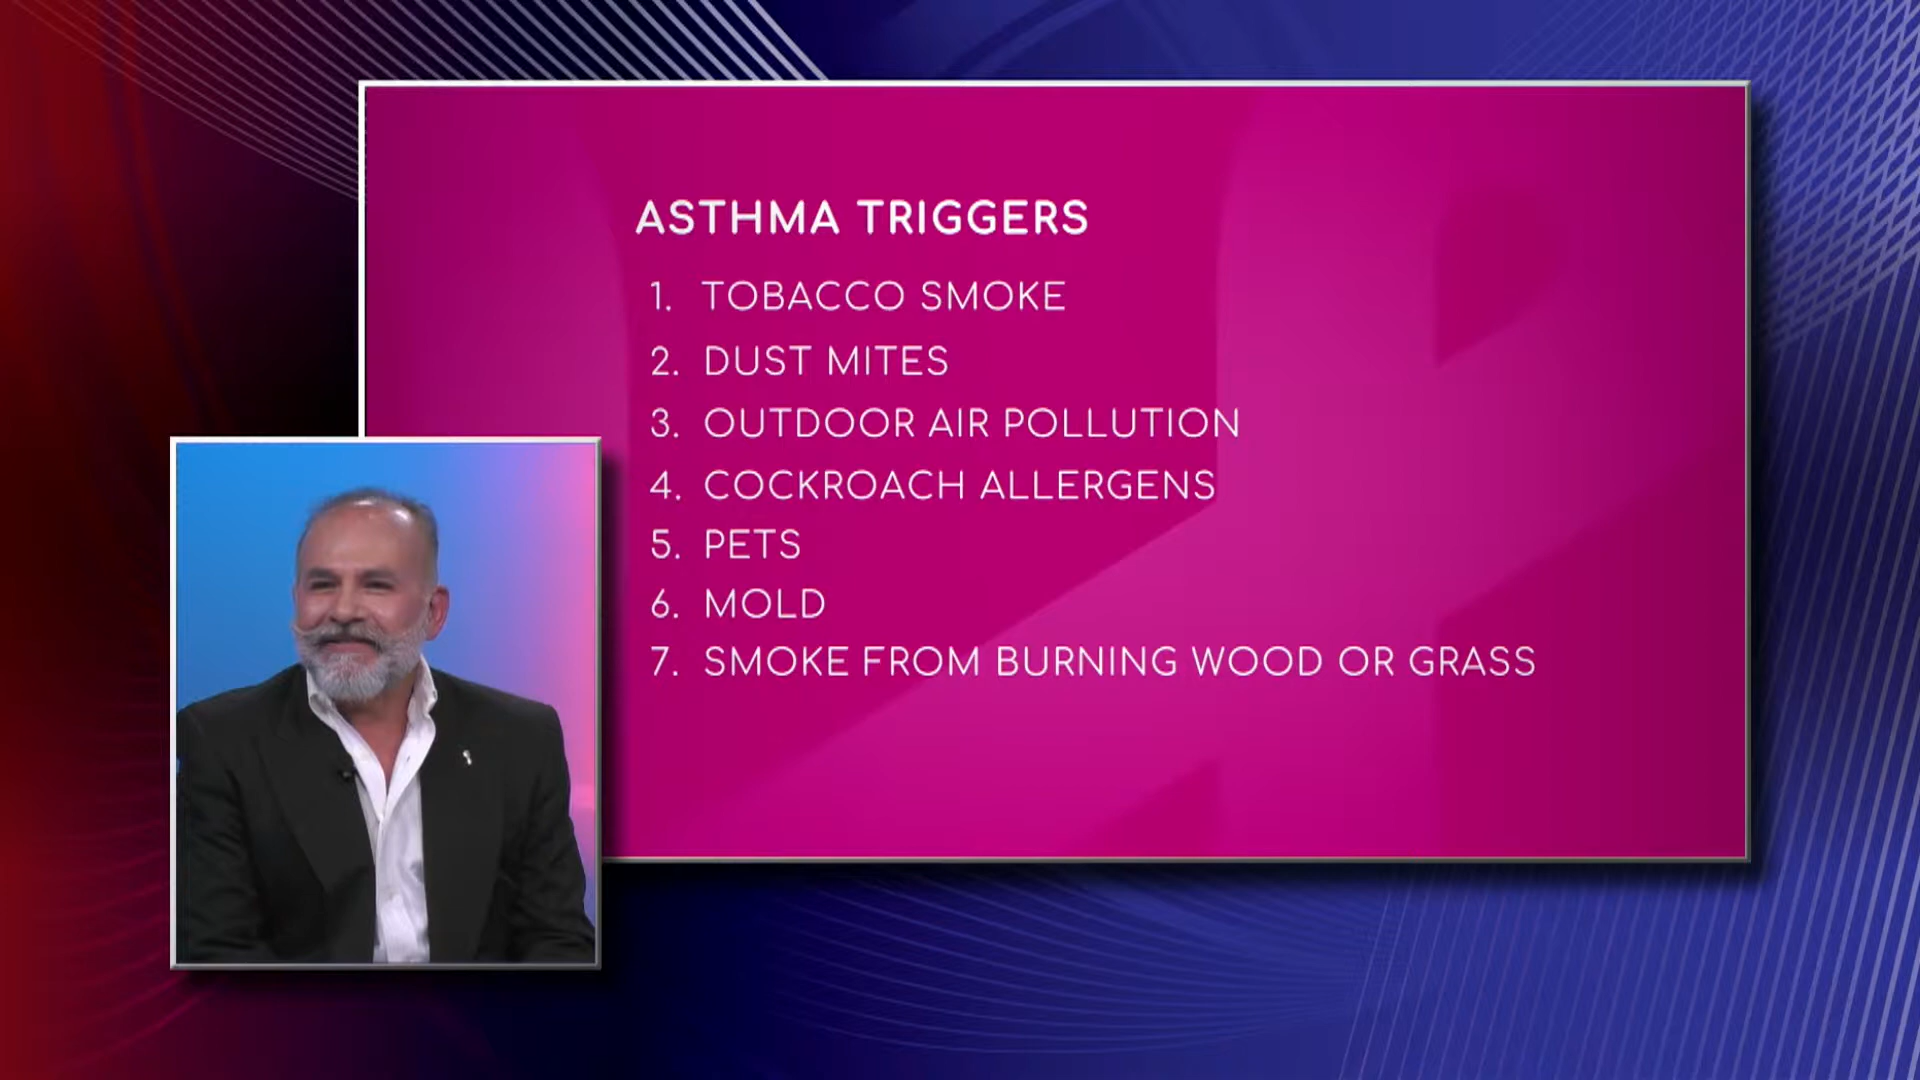 ASTHMA TRIGGERS
1. TOBACCO SMOKE
2. DUST MITES
3. OUTDOOR AIR POLLUTION
4. COCKROACH ALLERGENS
5. PETS
6. MOLD
7. SMOKE FROM BURNING WOOD OR GRASS